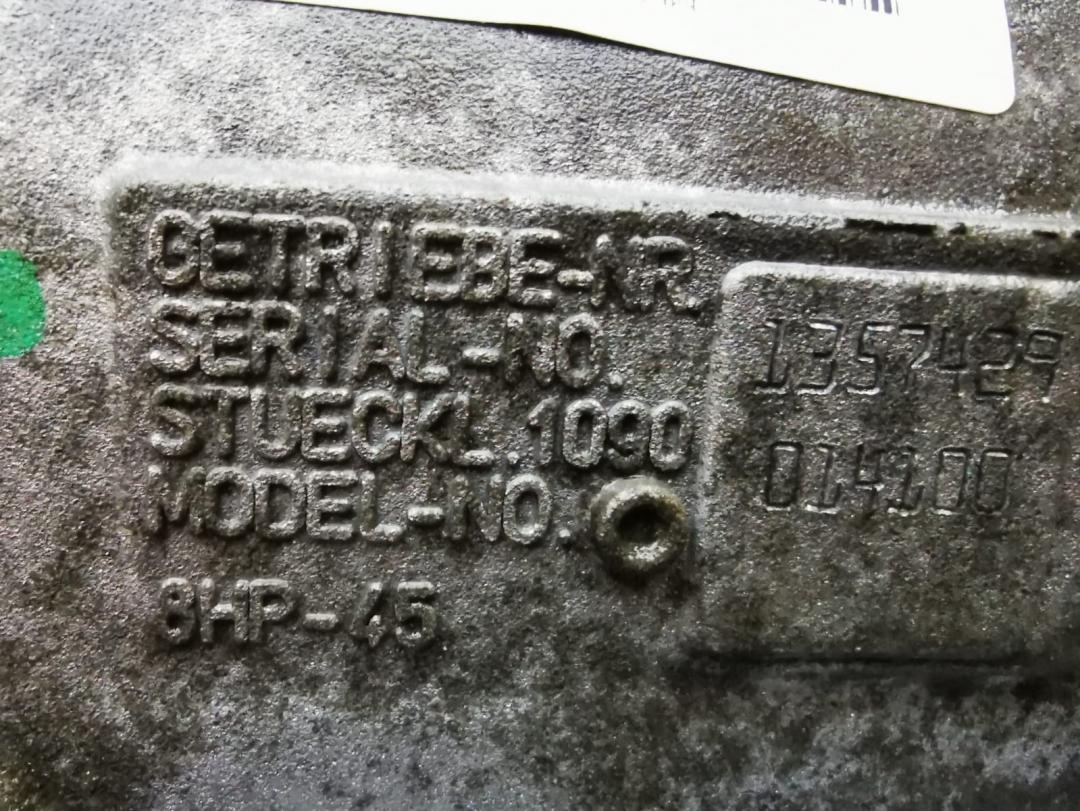 GETRIEBE-NR.
SERIAL-NO. 1357429
STUECKL.1090 014100
MODEL-NO.
8HP-45